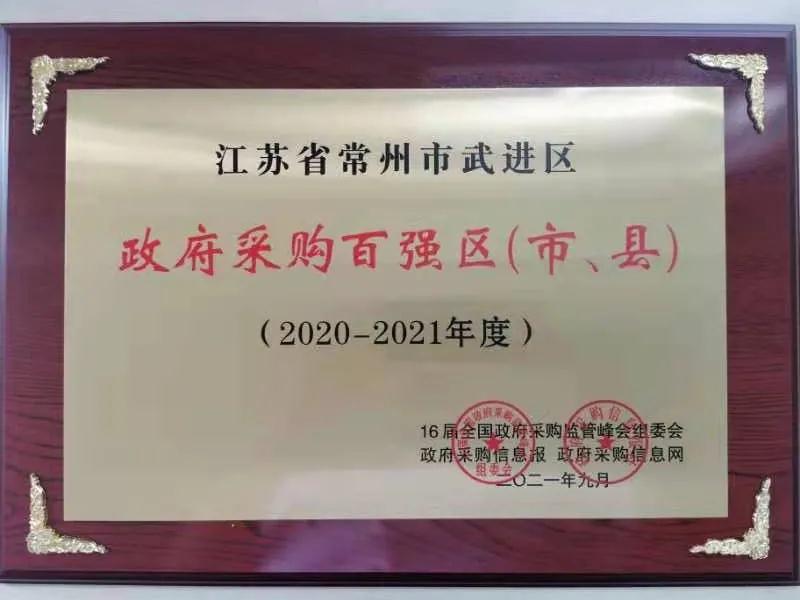 江苏省常州市武进区
政府采购百强区(市、县)
(2020-2021年度)
16届全国政府采购监管峰会组委会
政府采购信息报 政府采购信息网
二〇二一年九月
组委会